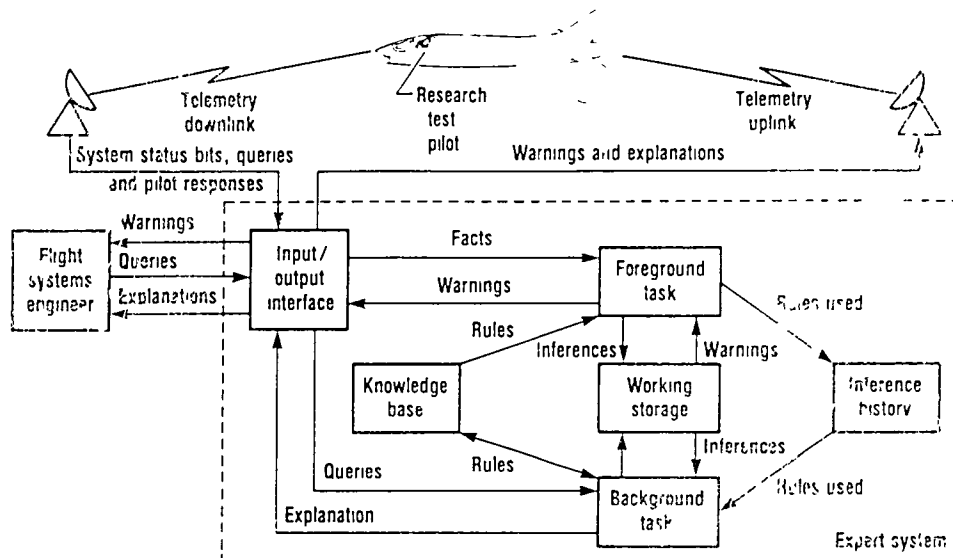 Telemetry
downlink
Research
test
pilot
Telemetry
uplink
System status bits, queries
and pilot responses
Warnings and explanations
Warnings
Queries
Explanations
Flight
systems
engineer
Input/
output
interface
Facts
Warnings
Foreground
task
Rules used
Rules
Inferences
Warnings
Knowledge
base
Working
storage
Inference
history
Rules
Inferences
Queries
Rules used
Explanation
Background
task
Expert system